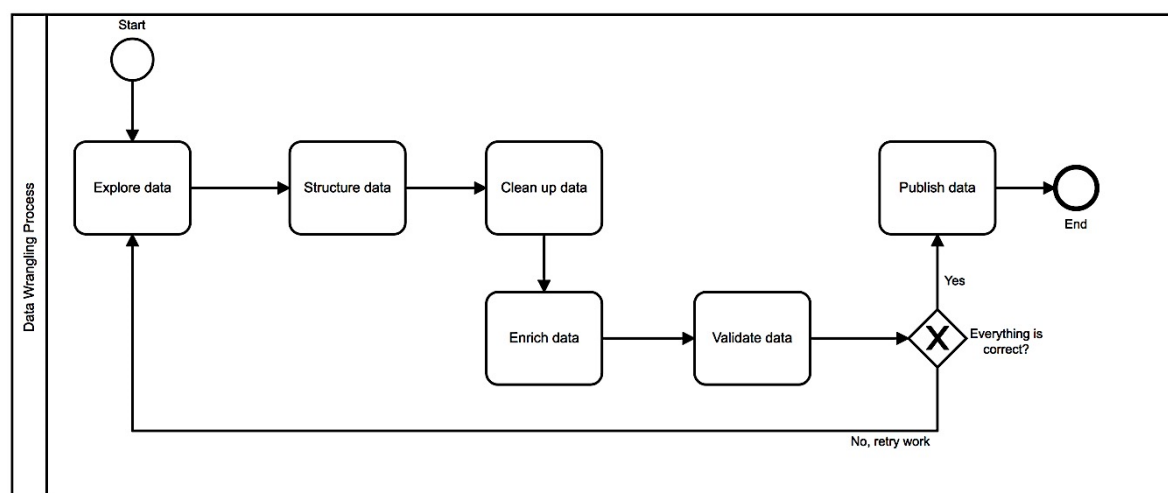 Data Wrangling Process
Start
Explore data
Structure data
Clean up data
Publish data
End
Yes
Enrich data
Validate data
Everything is
correct?
No, retry work